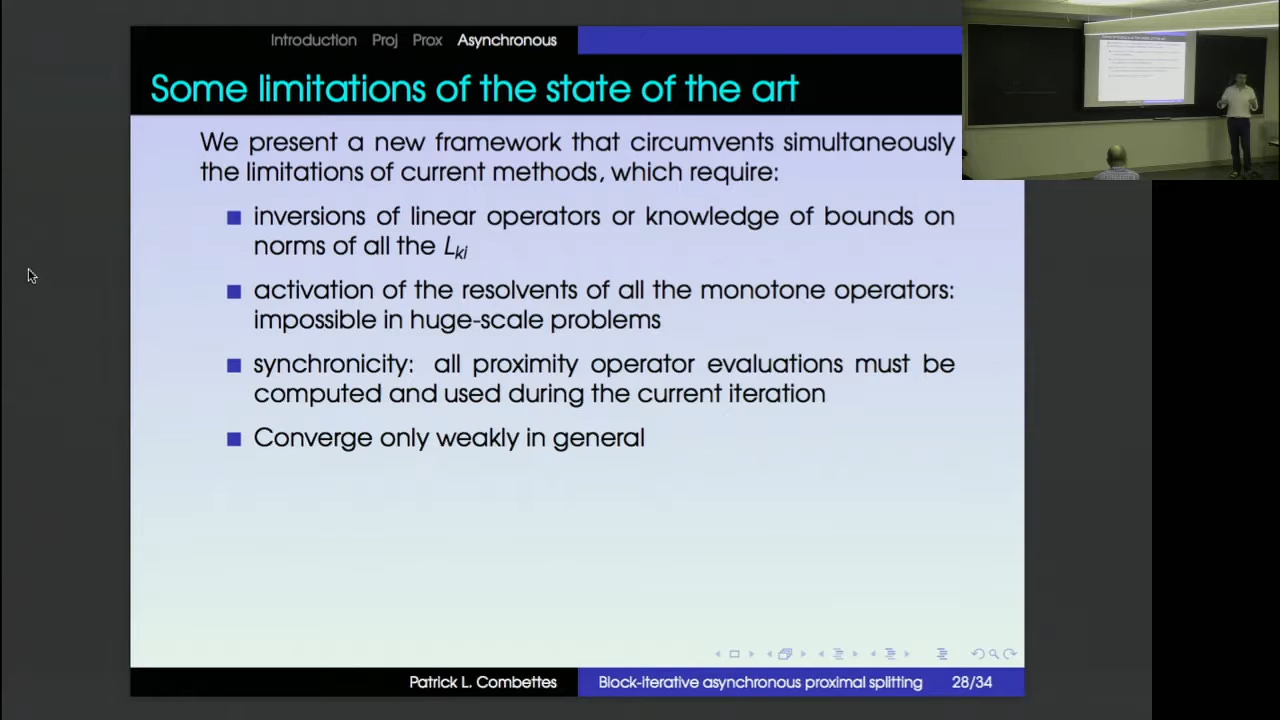 Introduction Proj Prox Asynchronous
Some limitations of the state of the art
We present a new framework that circumvents simultaneously
the limitations of current methods, which require:
inversions of linear operators or knowledge of bounds on
norms of all the Lki
activation of the resolvents of all the monotone operators:
impossible in huge-scale problems
synchronicity: all proximity operator evaluations must be
computed and used during the current iteration
Converge only weakly in general
Patrick L. Combettes Block-iterative asynchronous proximal splitting 28/34